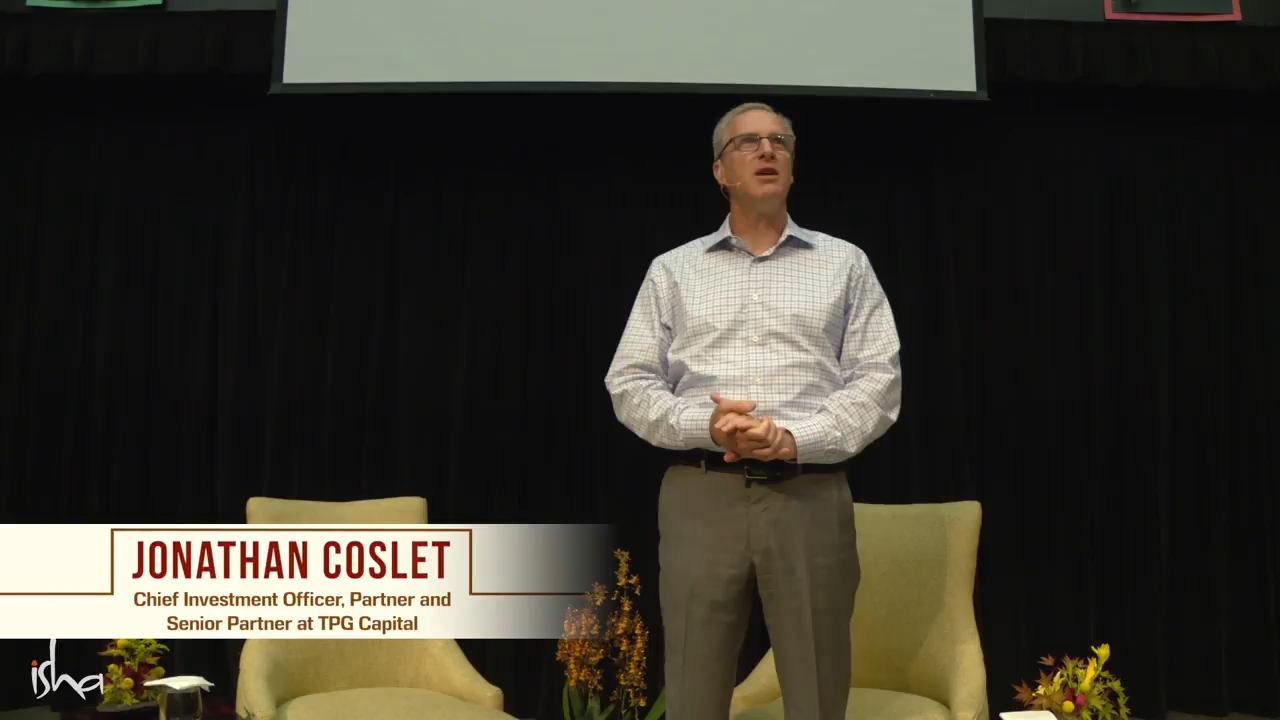 JONATHAN COSLET
Chief Investment Officer, Partner and
Senior Partner at TPG Capital
isha